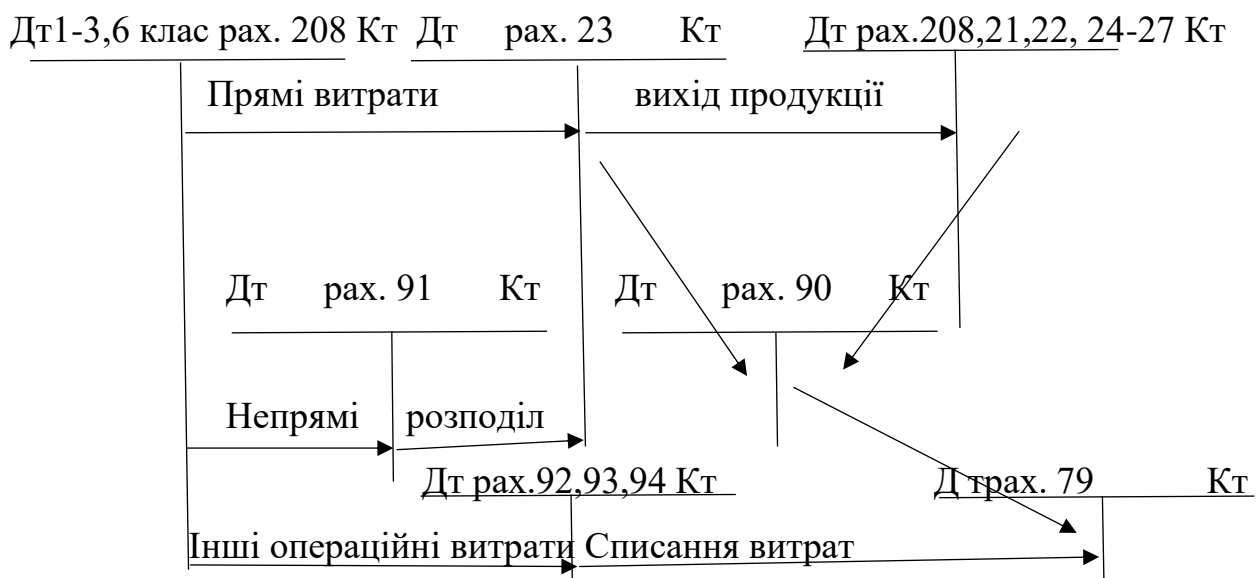 Дт1-3,6 клас рах. 208 Кт Дт рах. 23 Кт Дт рах.208,21,22, 24-27 Кт
Прямі витрати вихід продукції
Дт рах. 91 Кт Дт рах. 90 Кт
Непрямі розподіл
Дт рах.92,93,94 Кт Д трах. 79 Кт
Інші операційні витрати Списання витрат